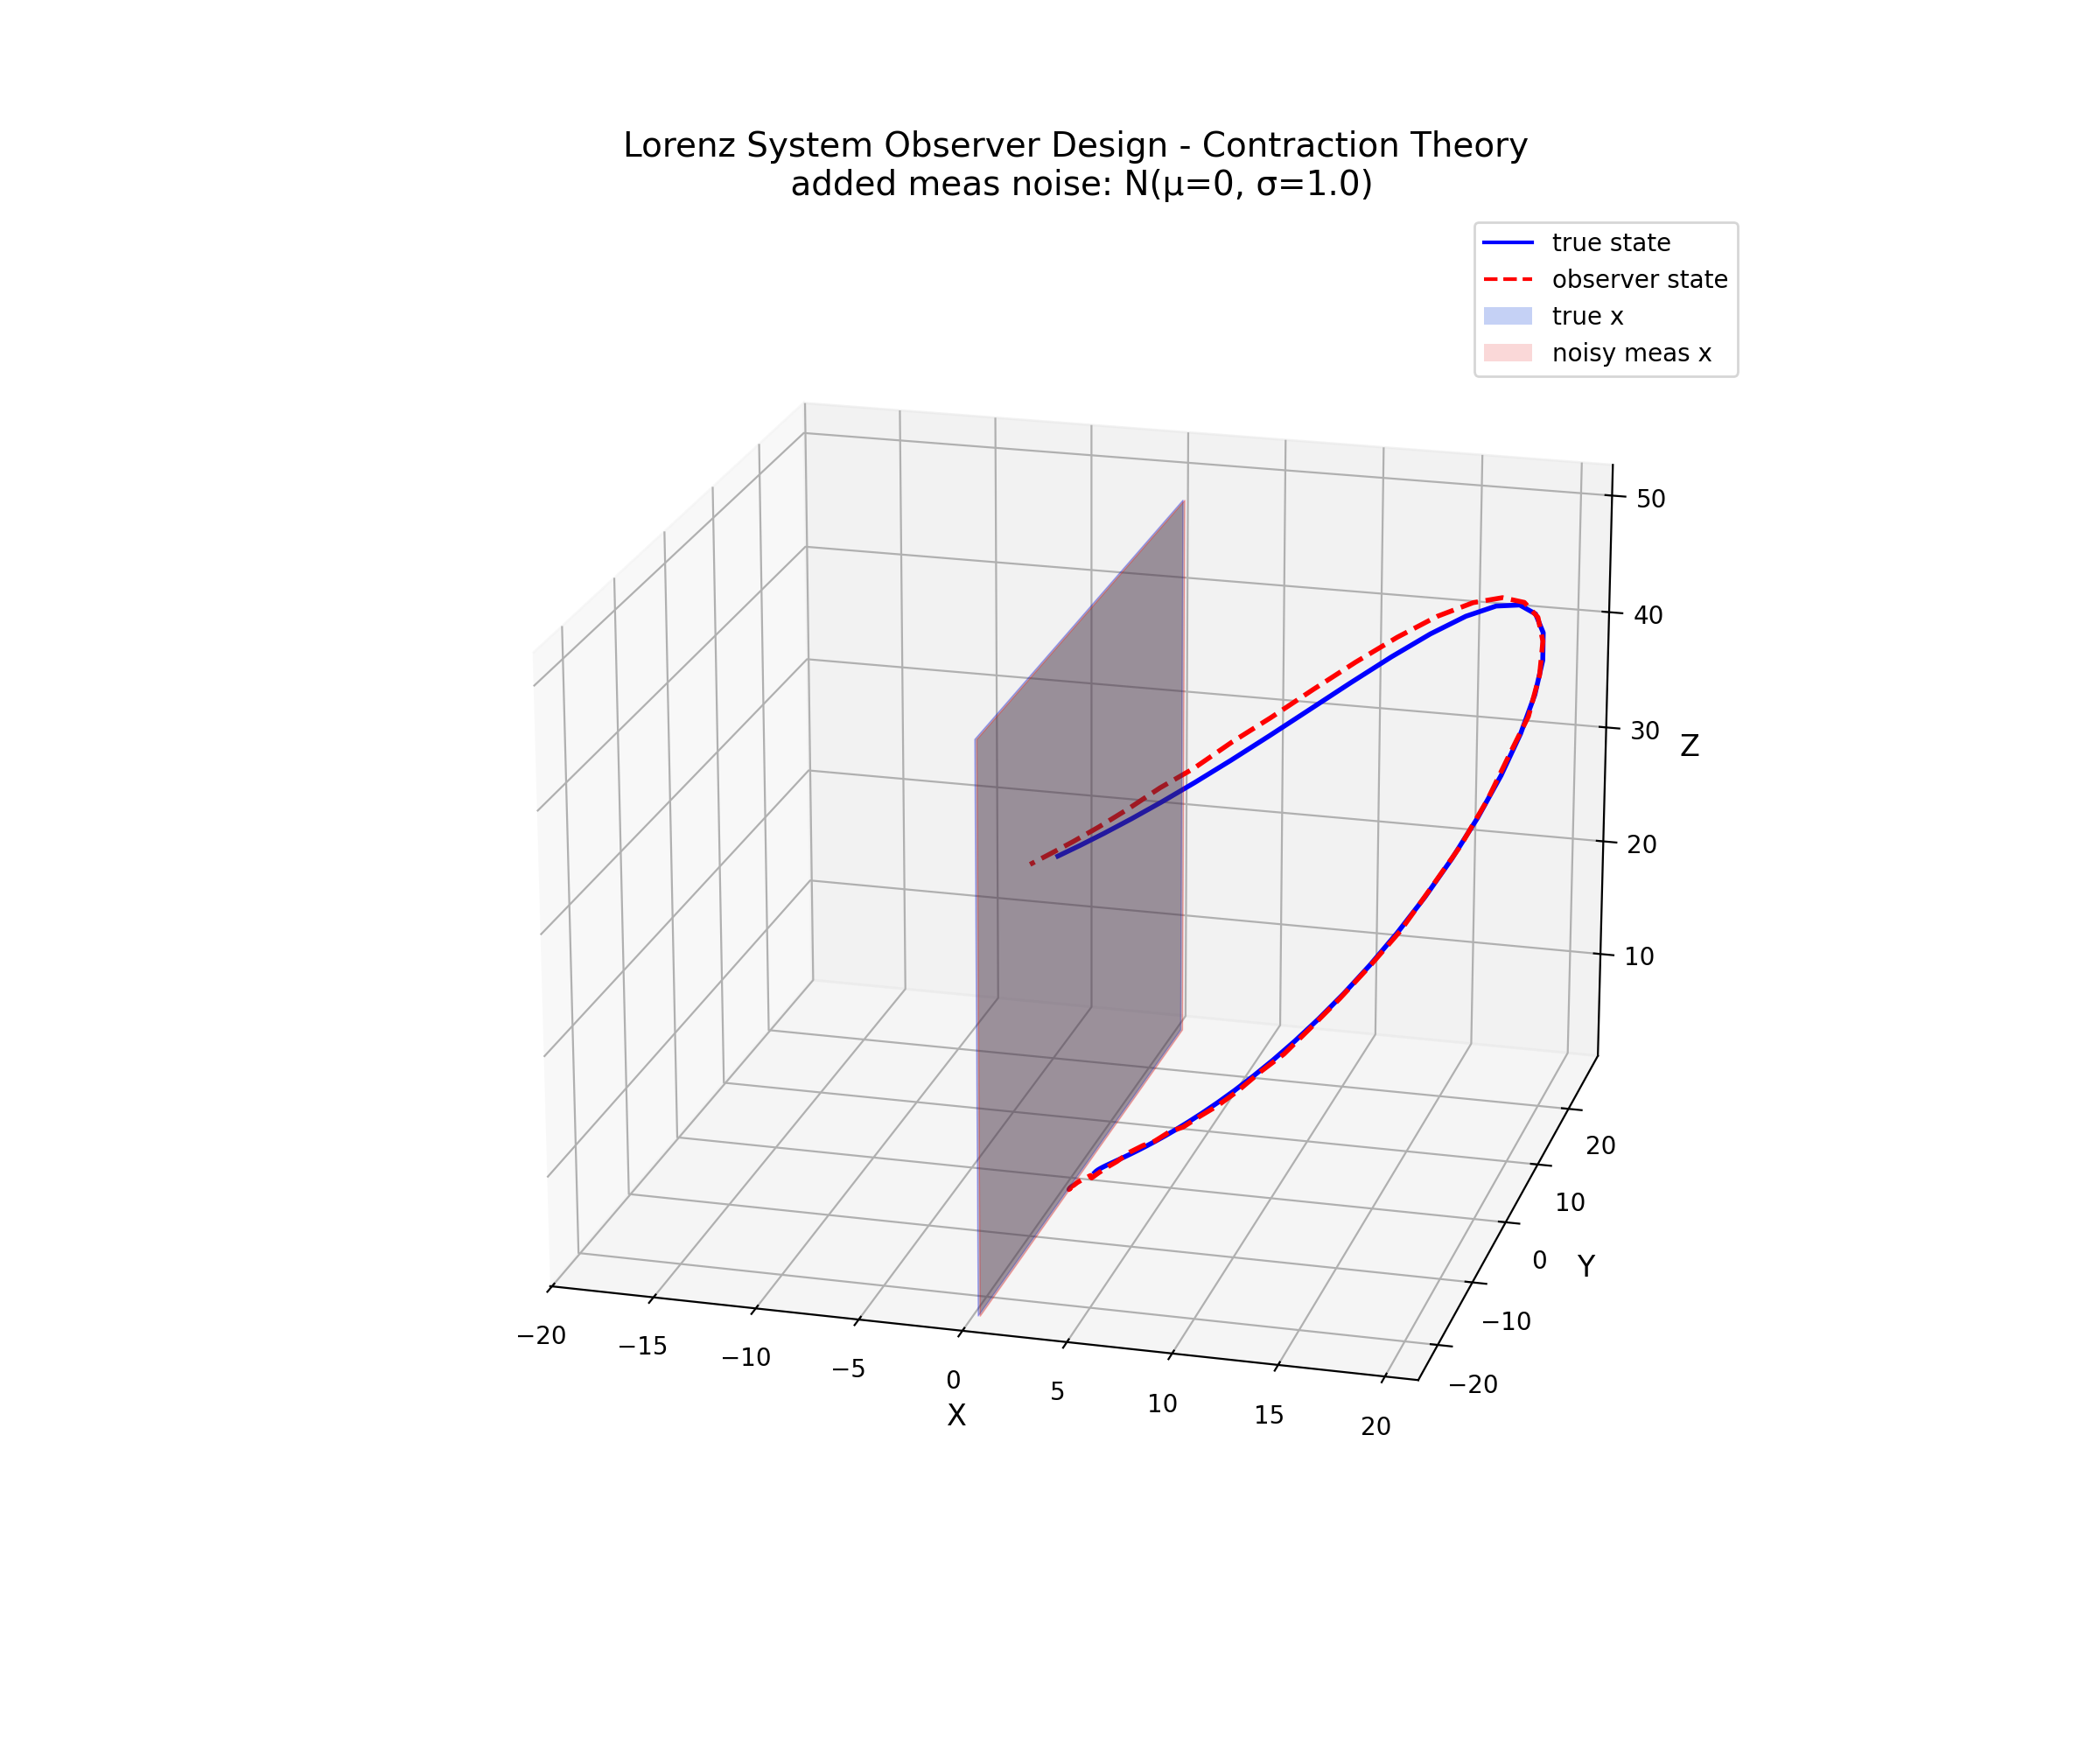 Lorenz System Observer Design - Contraction Theory
added meas noise: N(μ=0, σ=1.0)
true state
observer state
true x
noisy meas x
50
40
30
Z
20
10
20
10
0
Y
−10
−20
−20
−15
−10
−5
0
5
10
15
20
X